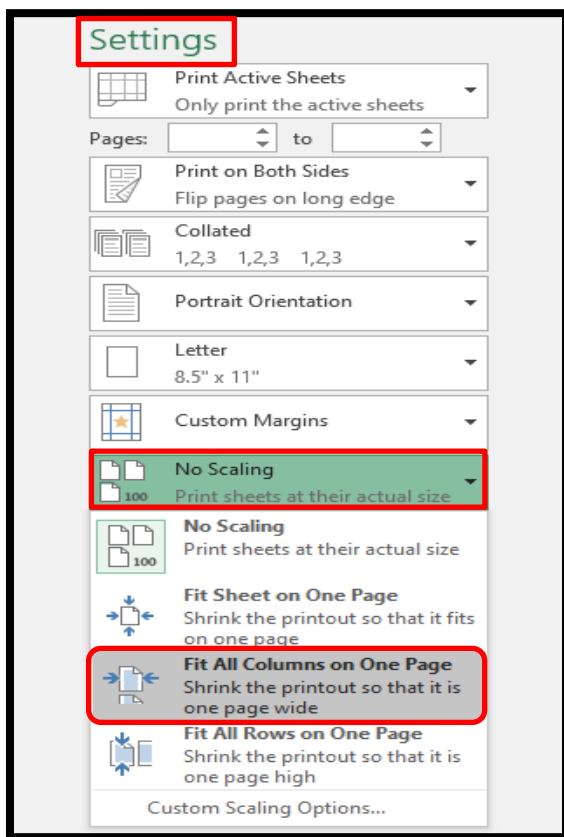 Settings
Print Active Sheets
Only print the active sheets
Pages: to
Print on Both Sides
Flip pages on long edge
Collated
1,2,3 1,2,3 1,2,3
Portrait Orientation
Letter
8.5" x 11"
Custom Margins
No Scaling
Print sheets at their actual size
100
No Scaling
Print sheets at their actual size
100
Fit Sheet on One Page
Shrink the printout so that it fits
on one page
Fit All Columns on One Page
Shrink the printout so that it is
one page wide
Fit All Rows on One Page
Shrink the printout so that it is
one page high
Custom Scaling Options...